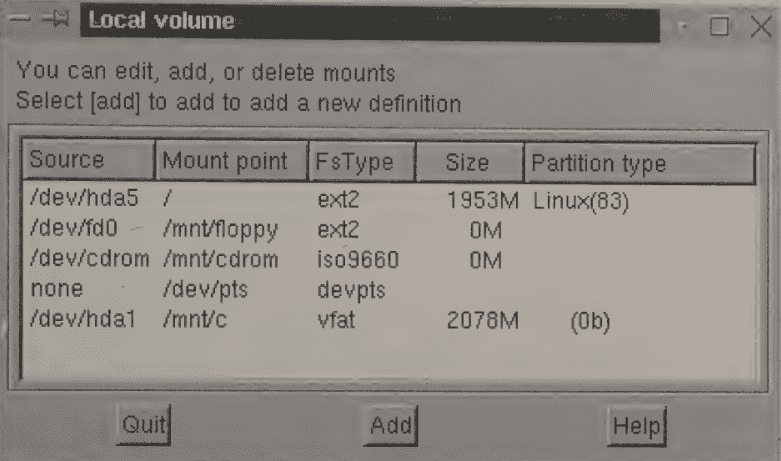 Local volume
You can edit, add, or delete mounts
Select [add] to add to add a new definition
Source Mount point FsType Size Partition type
/dev/hda5 / ext2 1953M Linux(83)
/dev/fd0 /mnt/floppy ext2 0M
/dev/cdrom /mnt/cdrom iso9660 0M
none /dev/pts devpts
/dev/hda1 /mnt/c vfat 2078M (0b)
Quit Add Help